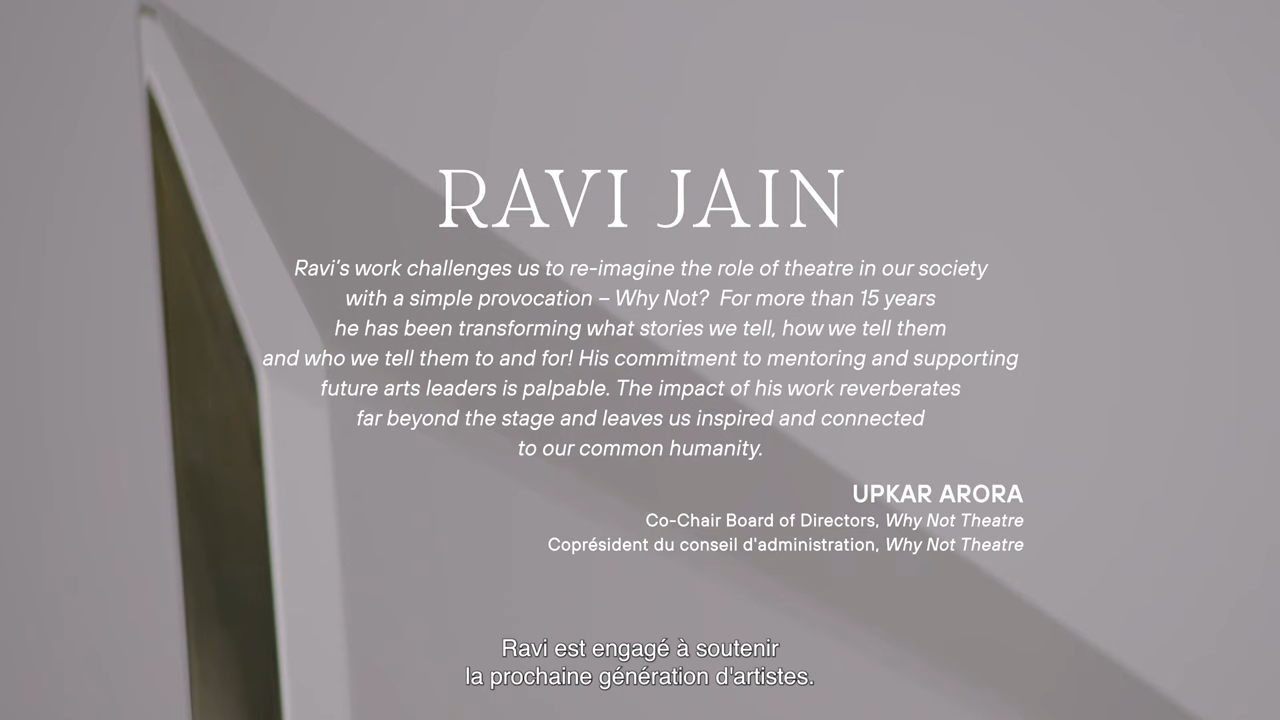 RAVI JAIN
Ravi's work challenges us to re-imagine the role of theatre in our society
with a simple provocation – Why Not?  For more than 15 years
he has been transforming what stories we tell, how we tell them
and who we tell them to and for! His commitment to mentoring and supporting
future arts leaders is palpable. The impact of his work reverberates
far beyond the stage and leaves us inspired and connected
to our common humanity.
UPKAR ARORA
Co-Chair Board of Directors, Why Not Theatre
Coprésident du conseil d'administration, Why Not Theatre
Ravi est engagé à soutenir
la prochaine génération d'artistes.